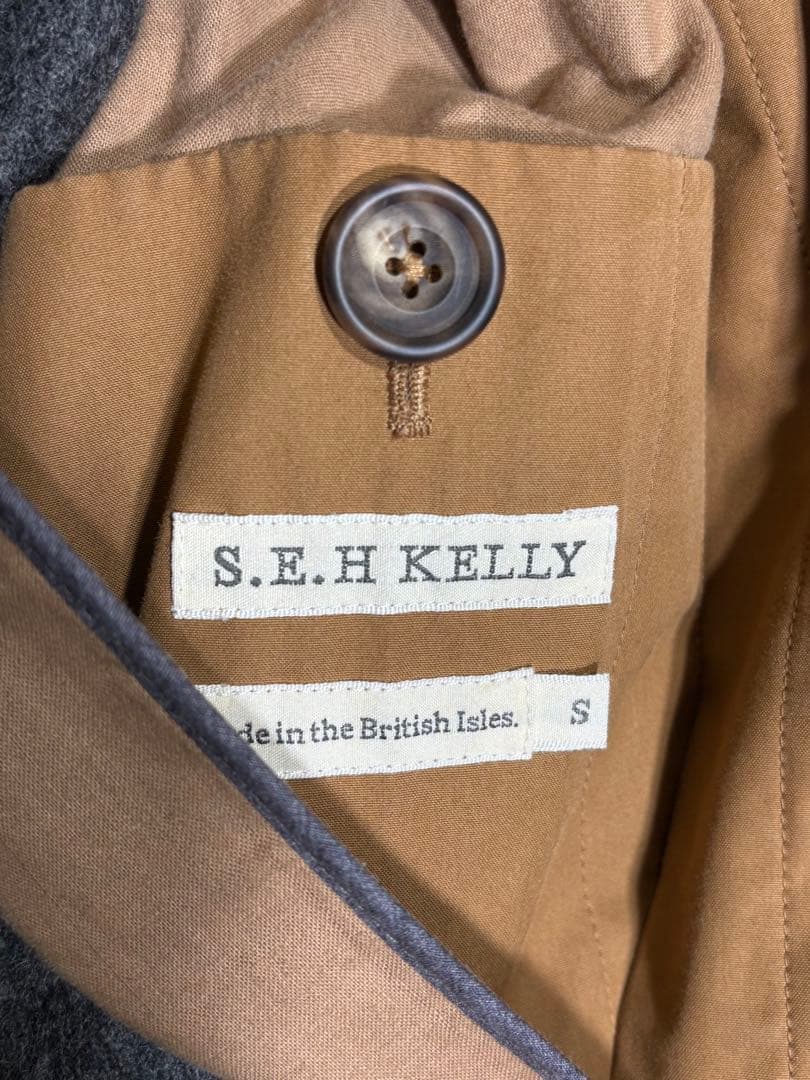 S.E.H KELLY
de in the British Isles. S